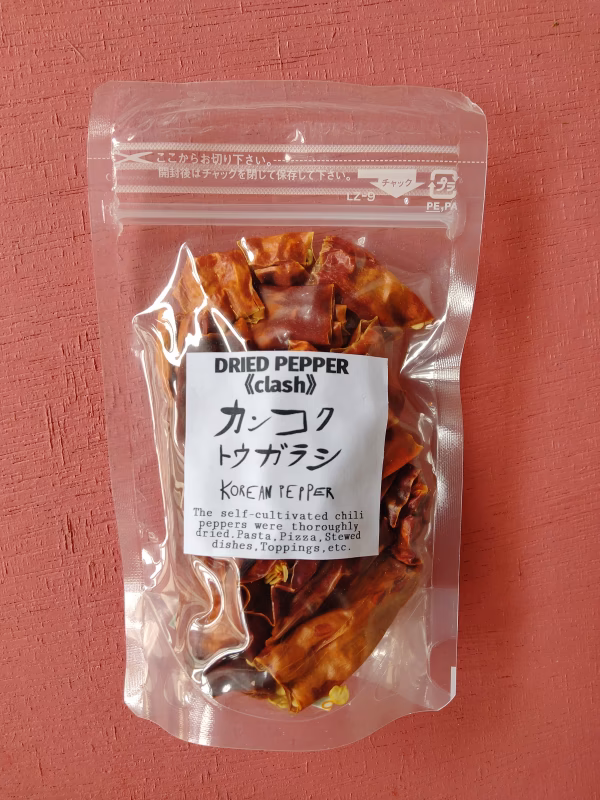 ここからお切り下さい。
開封後はチャックを閉じて保存して下さい。
チャック
プラ
LZ-9
PE,PA
DRIED PEPPER
《clash》
カンコク
トウガラシ
KOREAN PEPPER
The self-cultivated chili
peppers were thoroughly
dried.Pasta,Pizza,Stewed
dishes,Toppings,etc.